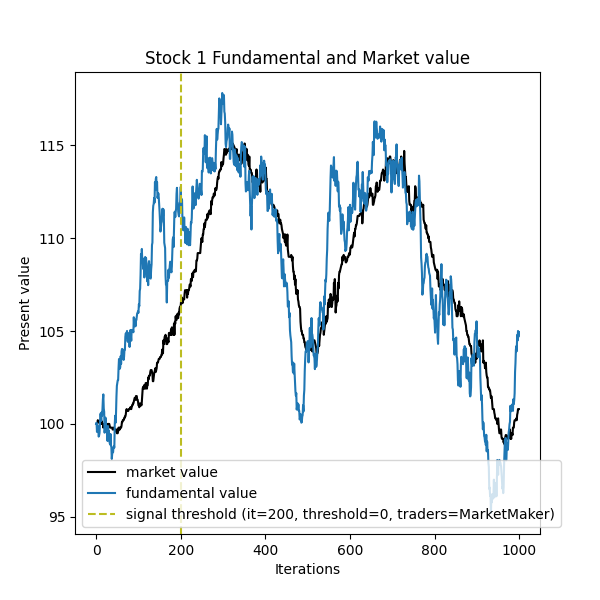 Stock 1 Fundamental and Market value
Present value
115
110
105
100
95
market value
fundamental value
signal threshold (it=200, threshold=0, traders=MarketMaker)
0 200 400 600 800 1000
Iterations